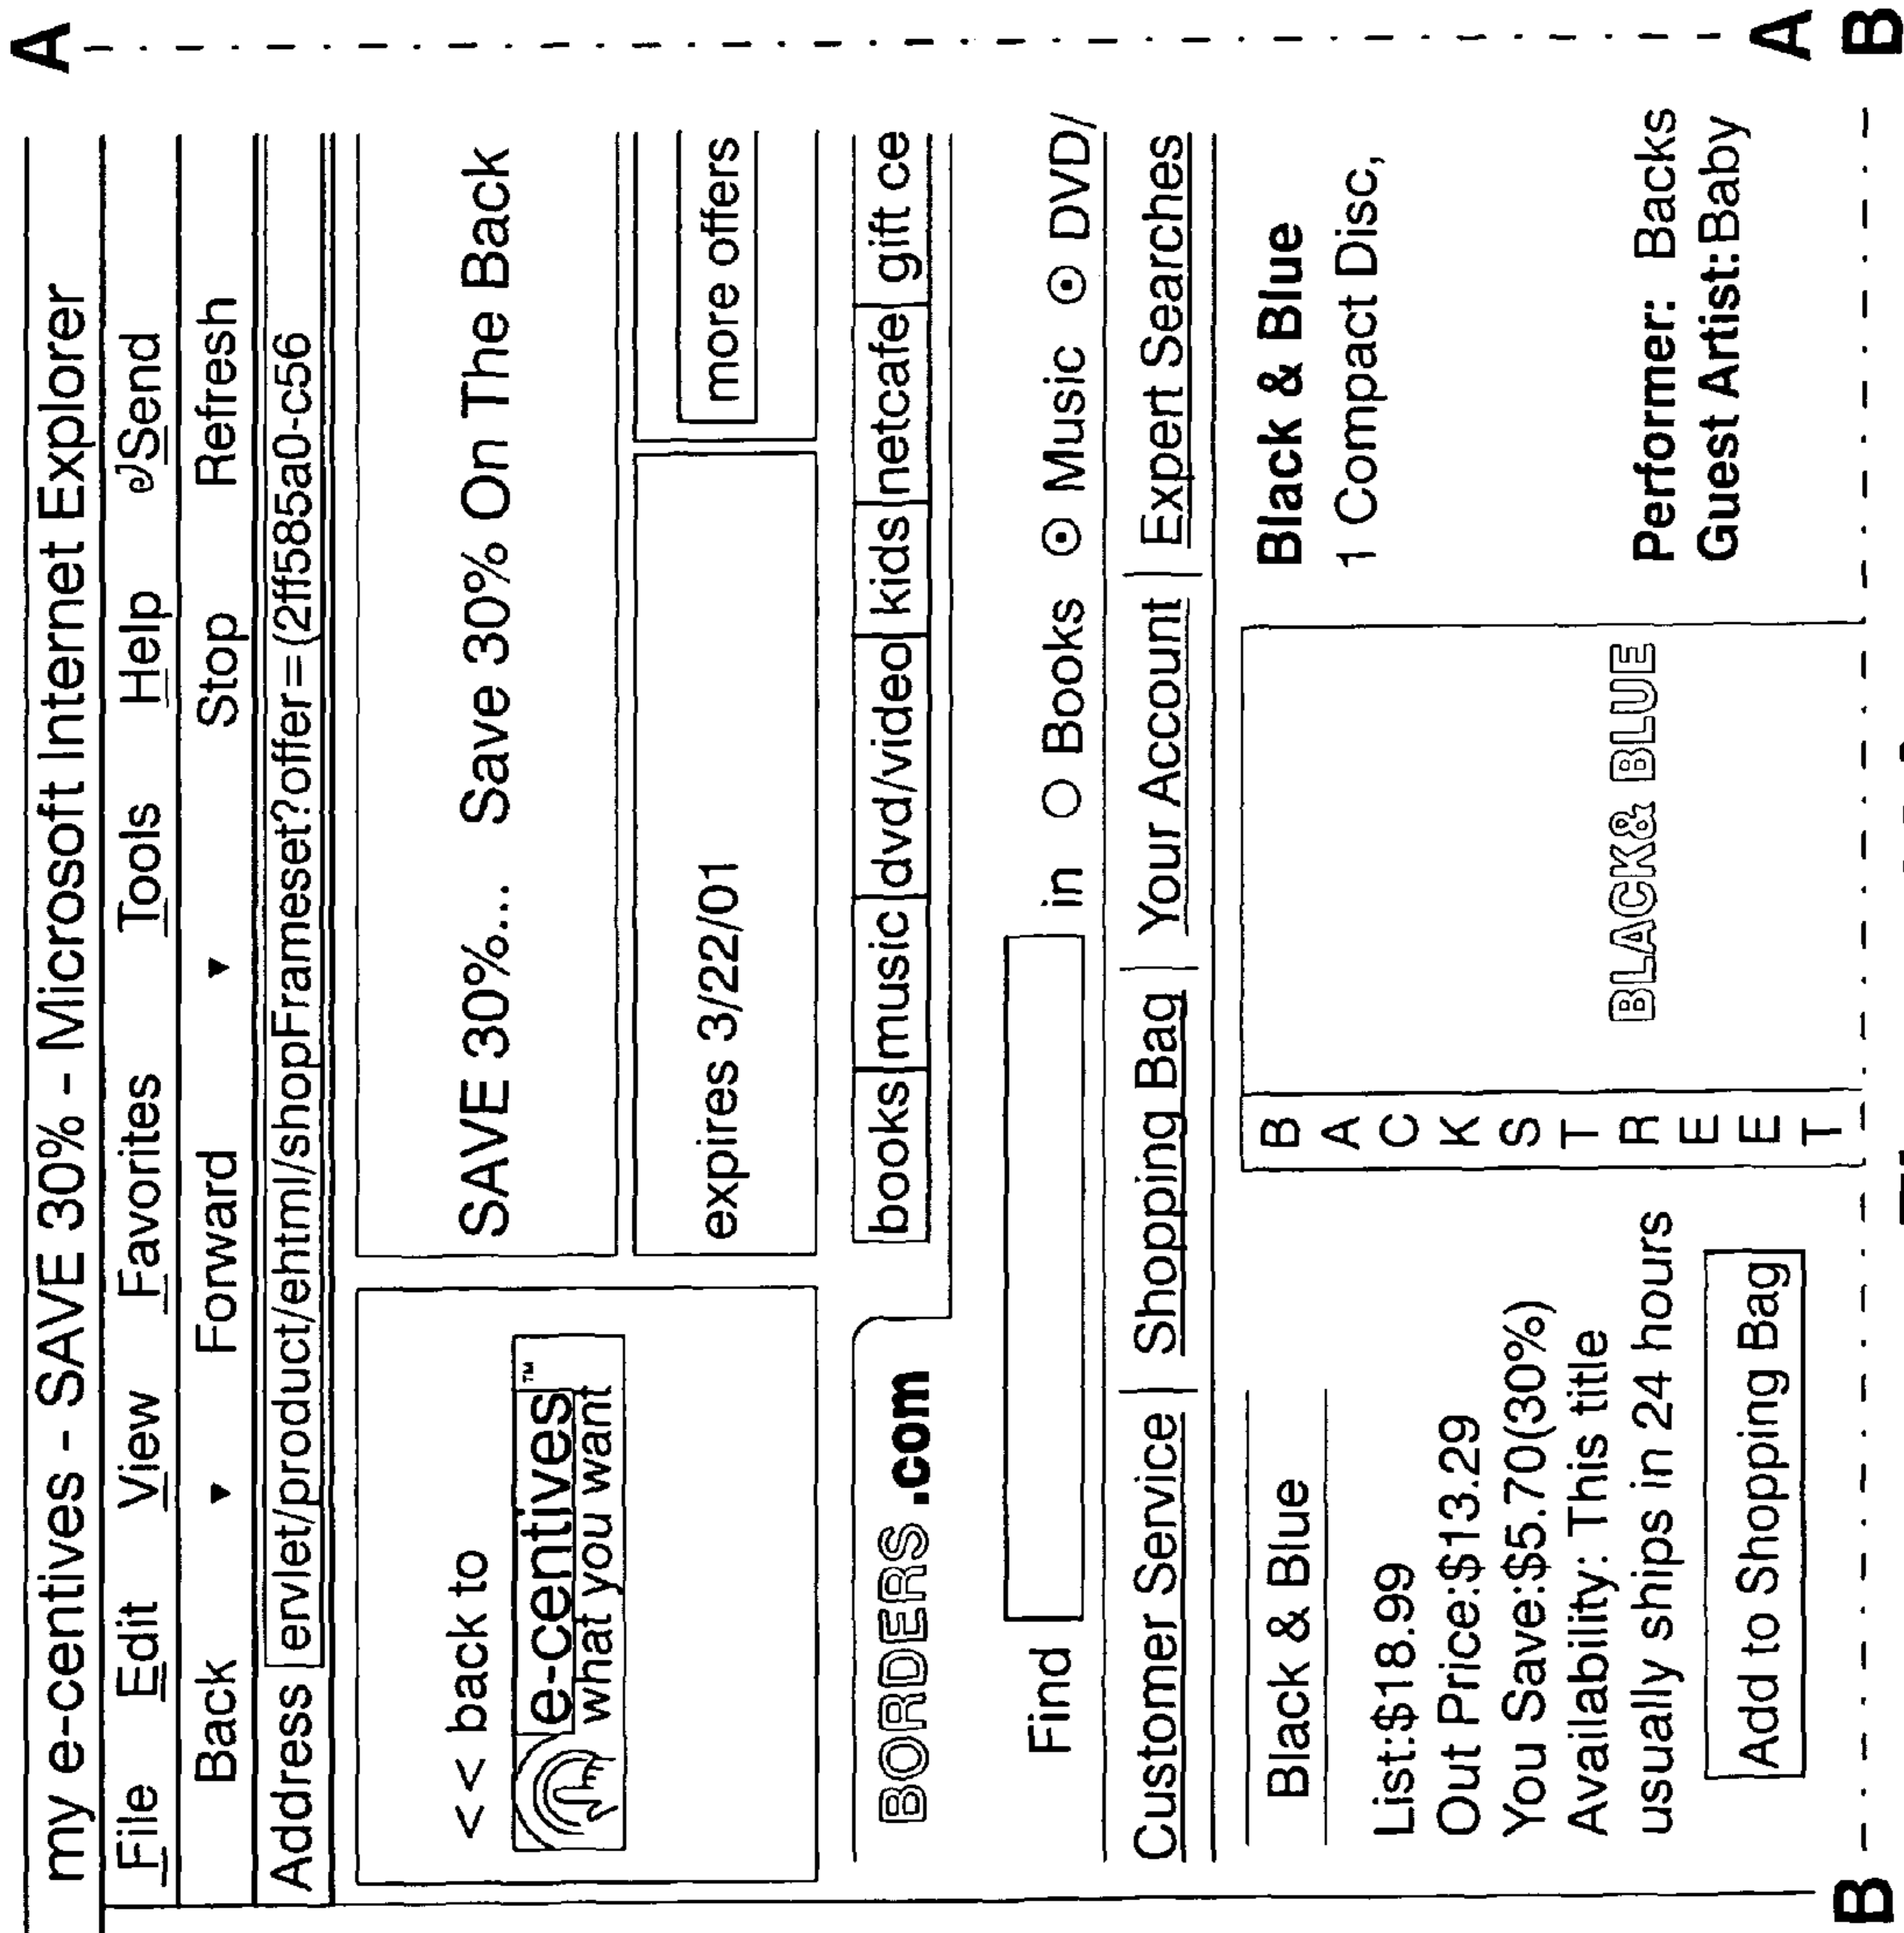 A
my e-centives - SAVE 30% - Microsoft Internet Explorer
File Edit View Favorites Tools Help Send
Back Forward Stop Refresh
Address ervlet/product/ehtml/shopFrameset?offer=(2ff585a0-c56
<< back to
e-centives™
what you want
SAVE 30%... Save 30% On The Back
expires 3/22/01
more offers
BORDERS.com
books music dvd/video kids netcafe gift ce
Find in Books Music DVD/
Customer Service | Shopping Bag | Your Account | Expert Searches
Black & Blue
List:$18.99
Out Price:$13.29
You Save:$5.70(30%)
Availability: This title
usually ships in 24 hours
Add to Shopping Bag
B
A
C
K
S
T
R
E
E
T
BLACK& BLUE
Black & Blue
1 Compact Disc,
Performer: Backs
Guest Artist:Baby
A
B B